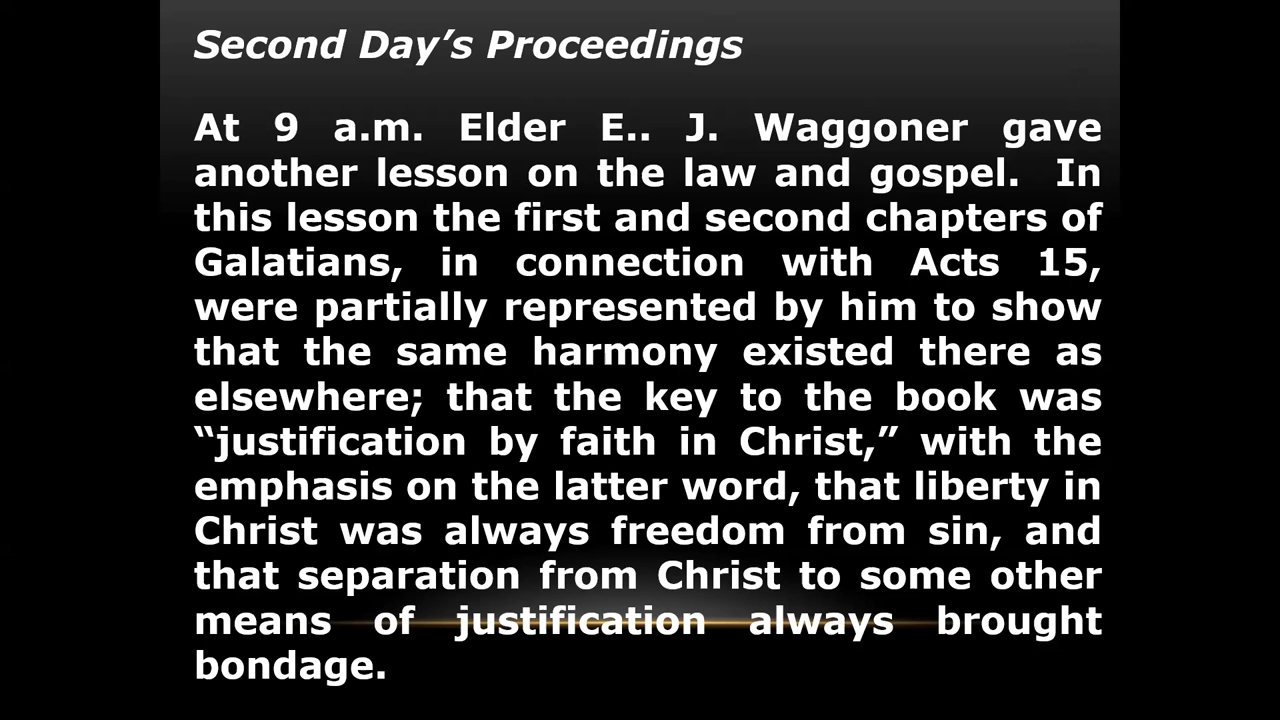 Second Day’s Proceedings
At 9 a.m. Elder E.. J. Waggoner gave
another lesson on the law and gospel. In
this lesson the first and second chapters of
Galatians, in connection with Acts 15,
were partially represented by him to show
that the same harmony existed there as
elsewhere; that the key to the book was
“justification by faith in Christ,” with the
emphasis on the latter word, that liberty in
Christ was always freedom from sin, and
that separation from Christ to some other
means of justification always brought
bondage.